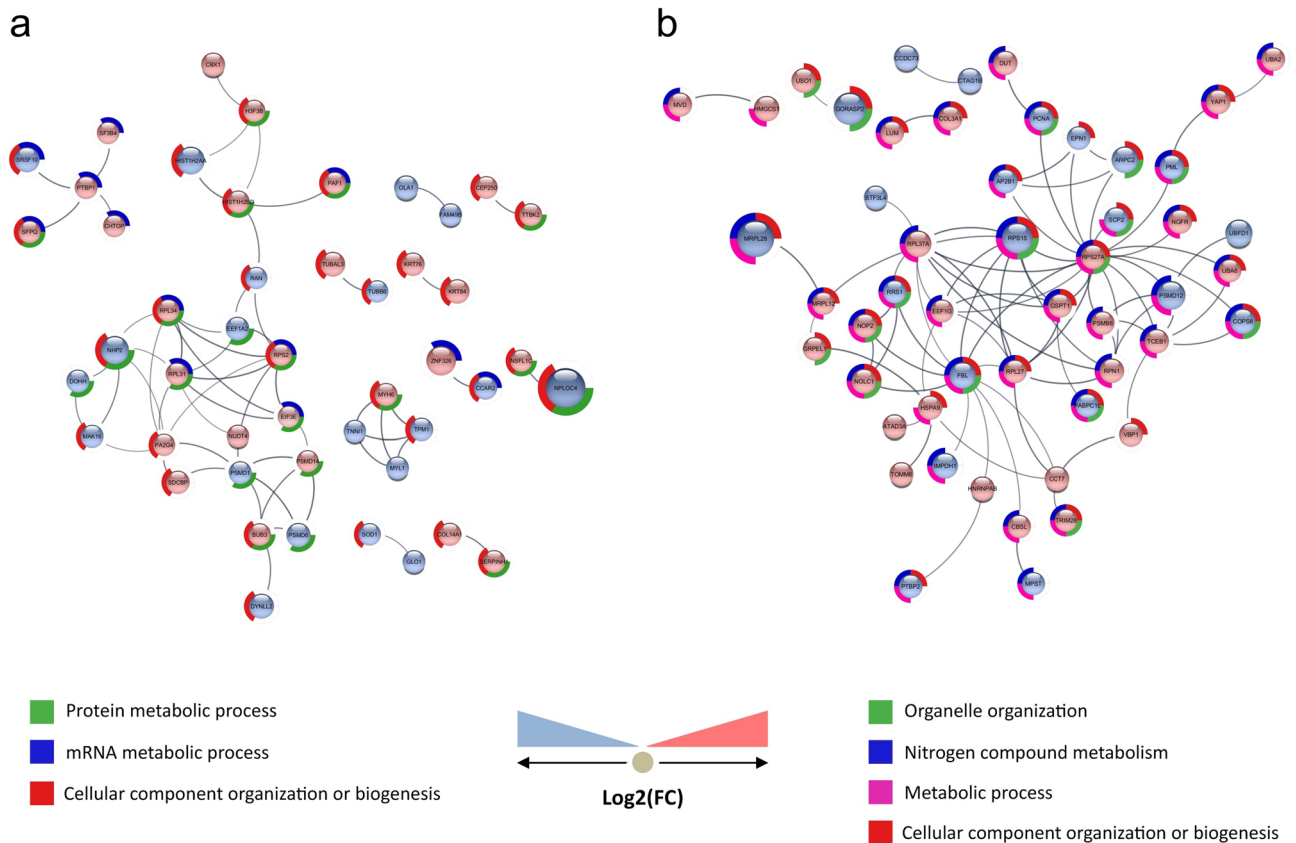 a
b
CBX1
H3F3B
SF3B4
SRSF10
HIST1H2AA
PTBP1
PAF1
HIST1H2BD
SFPQ
CHTOP
OLA1
FAM49B
CEP250
TTBK2
TUBAL3
TUBB6
KRT76
KRT84
RAN
RPL34
EEF1A2
NHP2
RPS2
DOHH
RPL31
ZNF326
CCAR2
NSFL1C
NPLOC4
MYH6
TNNI1
TPM1
MYL1
EIF3E
MAK16
PA2G4
NUDT4
PSMD14
SDCBP
PSMD1
BUB3
PSMD6
SOD1
GLO1
COL14A1
SERPINH1
DYNLL2
MVD
HMGCS1
USO1
GORASP2
CCDC73
CTAG1B
LUM
COL3A1
DUT
PCNA
UBA2
YAP1
EPN1
ARPC2
PML
AP2B1
BTF3L4
SCP2
NQFR
MRPL28
RPL37A
RPS15
RPS27A
UBFD1
UBA6
MRPL12
RRS1
EEF1G
GSPT1
PSMD12
PSMB6
COPS8
NOP2
TCEB1
GRPEL1
NOLC1
FBL
RPL27
RPN1
PABPC1L
HSPA9
ATAD3A
VBP1
TOMM6
IMPDH1
HNRNPAB
CCT7
CBSL
TRIM28
PTBP2
MPST
Protein metabolic process
mRNA metabolic process
Cellular component organization or biogenesis
Log2(FC)
Organelle organization
Nitrogen compound metabolism
Metabolic process
Cellular component organization or biogenesis